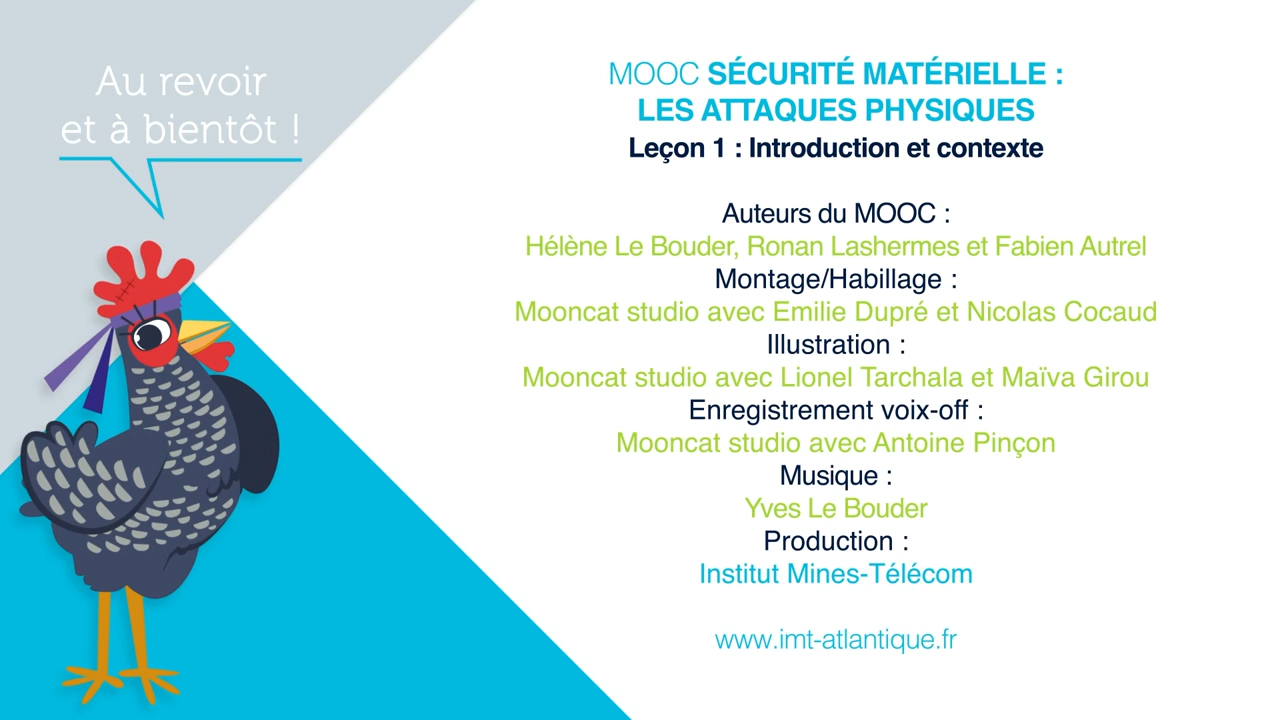 Au revoir
et à bientôt !
MOOC SÉCURITÉ MATÉRIELLE :
LES ATTAQUES PHYSIQUES
Leçon 1 : Introduction et contexte
Auteurs du MOOC :
Hélène Le Bouder, Ronan Lashermes et Fabien Autrel
Montage/Habillage :
Mooncat studio avec Emilie Dupré et Nicolas Cocaud
Illustration :
Mooncat studio avec Lionel Tarchala et Maïva Girou
Enregistrement voix-off :
Mooncat studio avec Antoine Pinçon
Musique :
Yves Le Bouder
Production :
Institut Mines-Télécom
www.imt-atlantique.fr